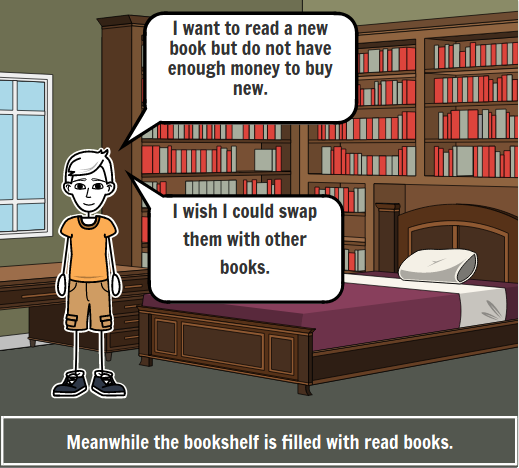 I want to read a new
book but do not have
enough money to buy
new.
I wish I could swap
them with other
books.
Meanwhile the bookshelf is filled with read books.